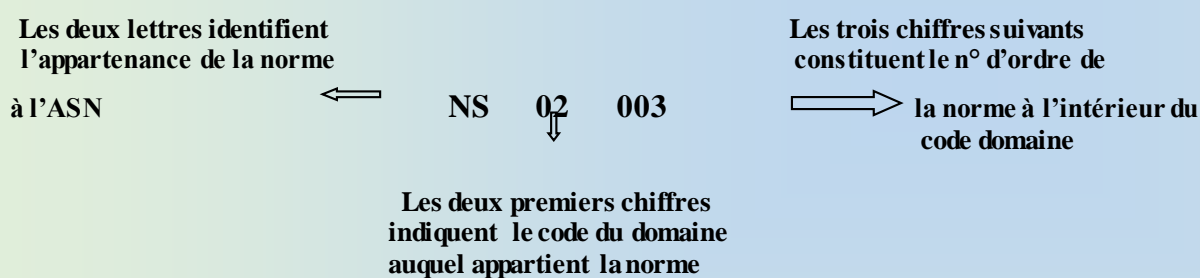 Les deux lettres identifient
l'appartenance de la norme
à l'ASN
NS 02 003
Les trois chiffres suivants
constituent le n° d'ordre de
la norme à l'intérieur du
code domaine
Les deux premiers chiffres
indiquent le code du domaine
auquel appartient la norme